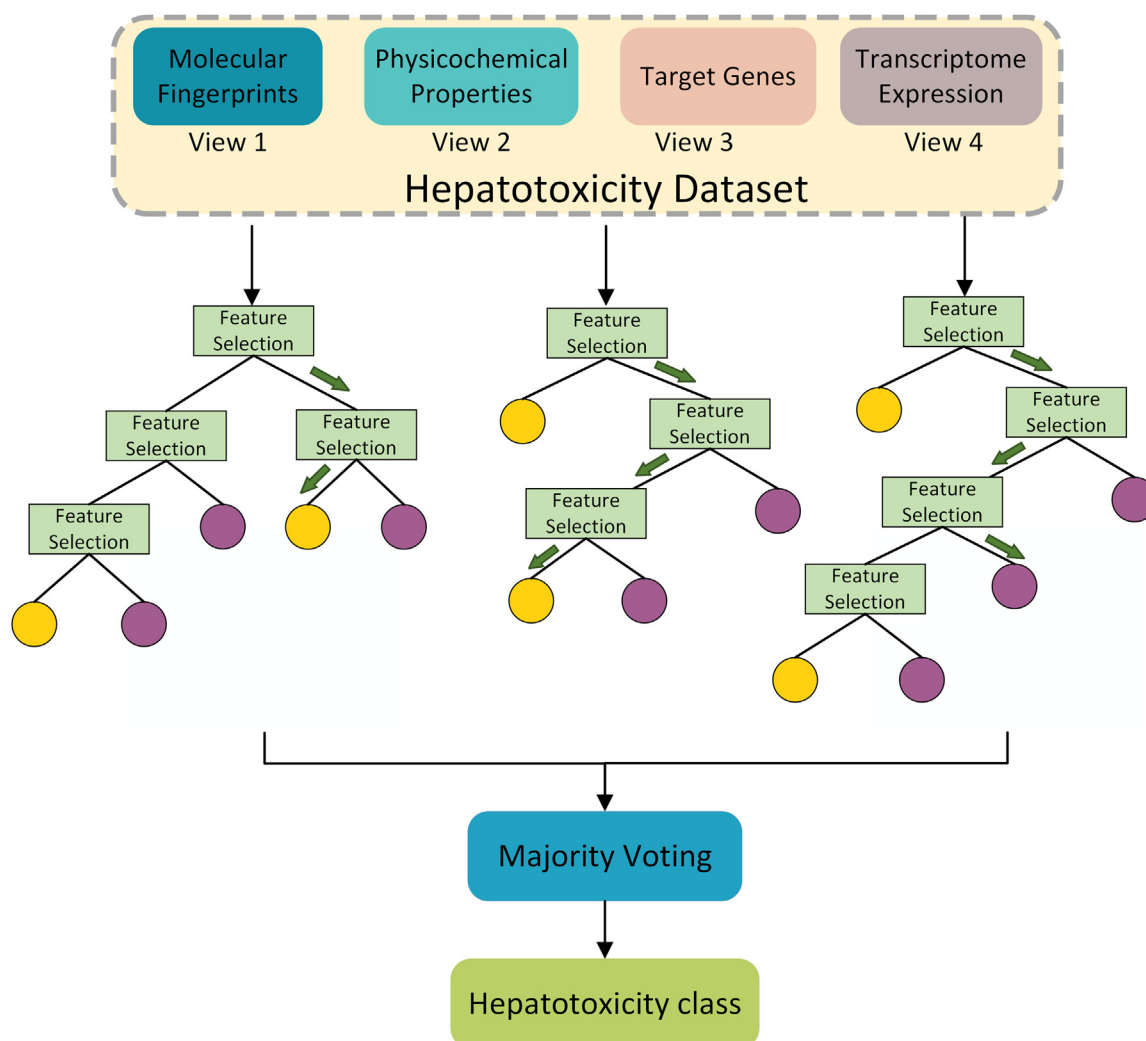 Molecular
Fingerprints
Physicochemical
Properties
Target Genes
Transcriptome
Expression
View 1
View 2
View 3
View 4
Hepatotoxicity Dataset
Feature
Selection
Feature
Selection
Feature
Selection
Feature
Selection
Feature
Selection
Feature
Selection
Feature
Selection
Feature
Selection
Feature
Selection
Feature
Selection
Feature
Selection
Majority Voting
Hepatotoxicity class